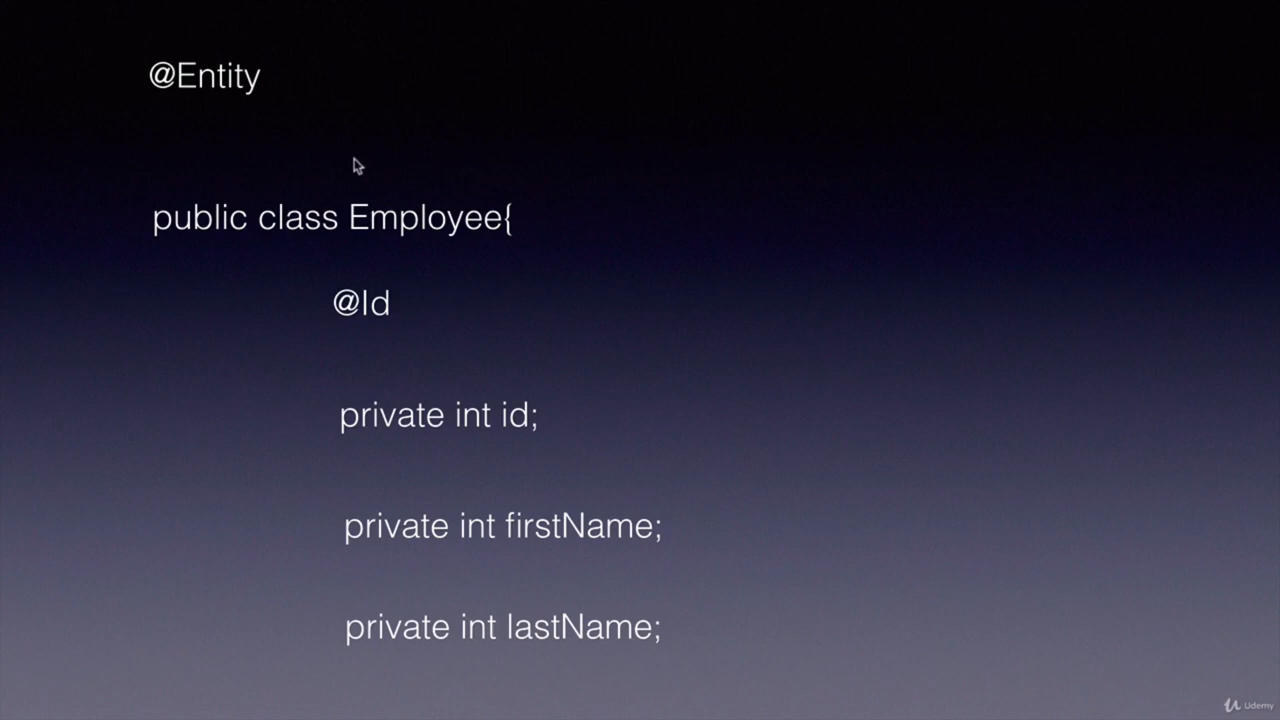 @Entity
public class Employee{
@Id
private int id;
private int firstName;
private int lastName;
Udemy